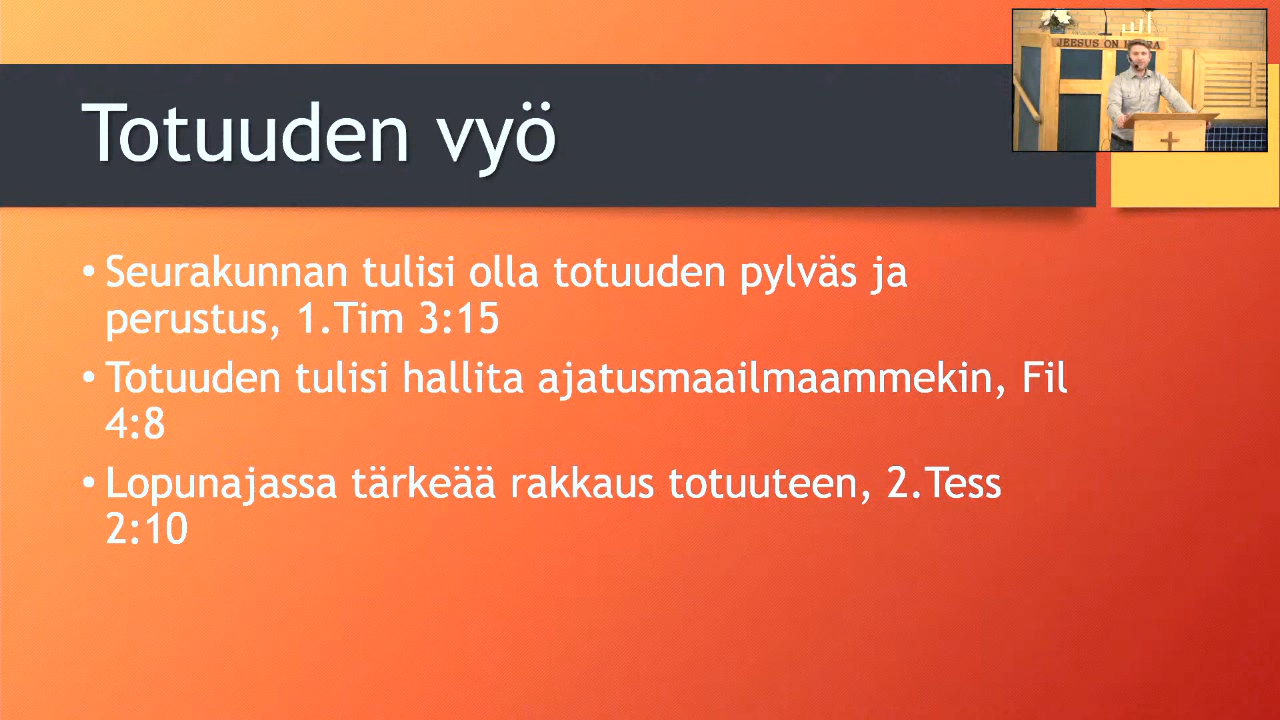 Totuuden vyö
JEESUS ON HERRA
• Seurakunnan tulisi olla totuuden pylväs ja
perustus, 1.Tim 3:15
• Totuuden tulisi hallita ajatusmaailmaammekin, Fil
4:8
• Lopunajassa tärkeää rakkaus totuuteen, 2.Tess
2:10